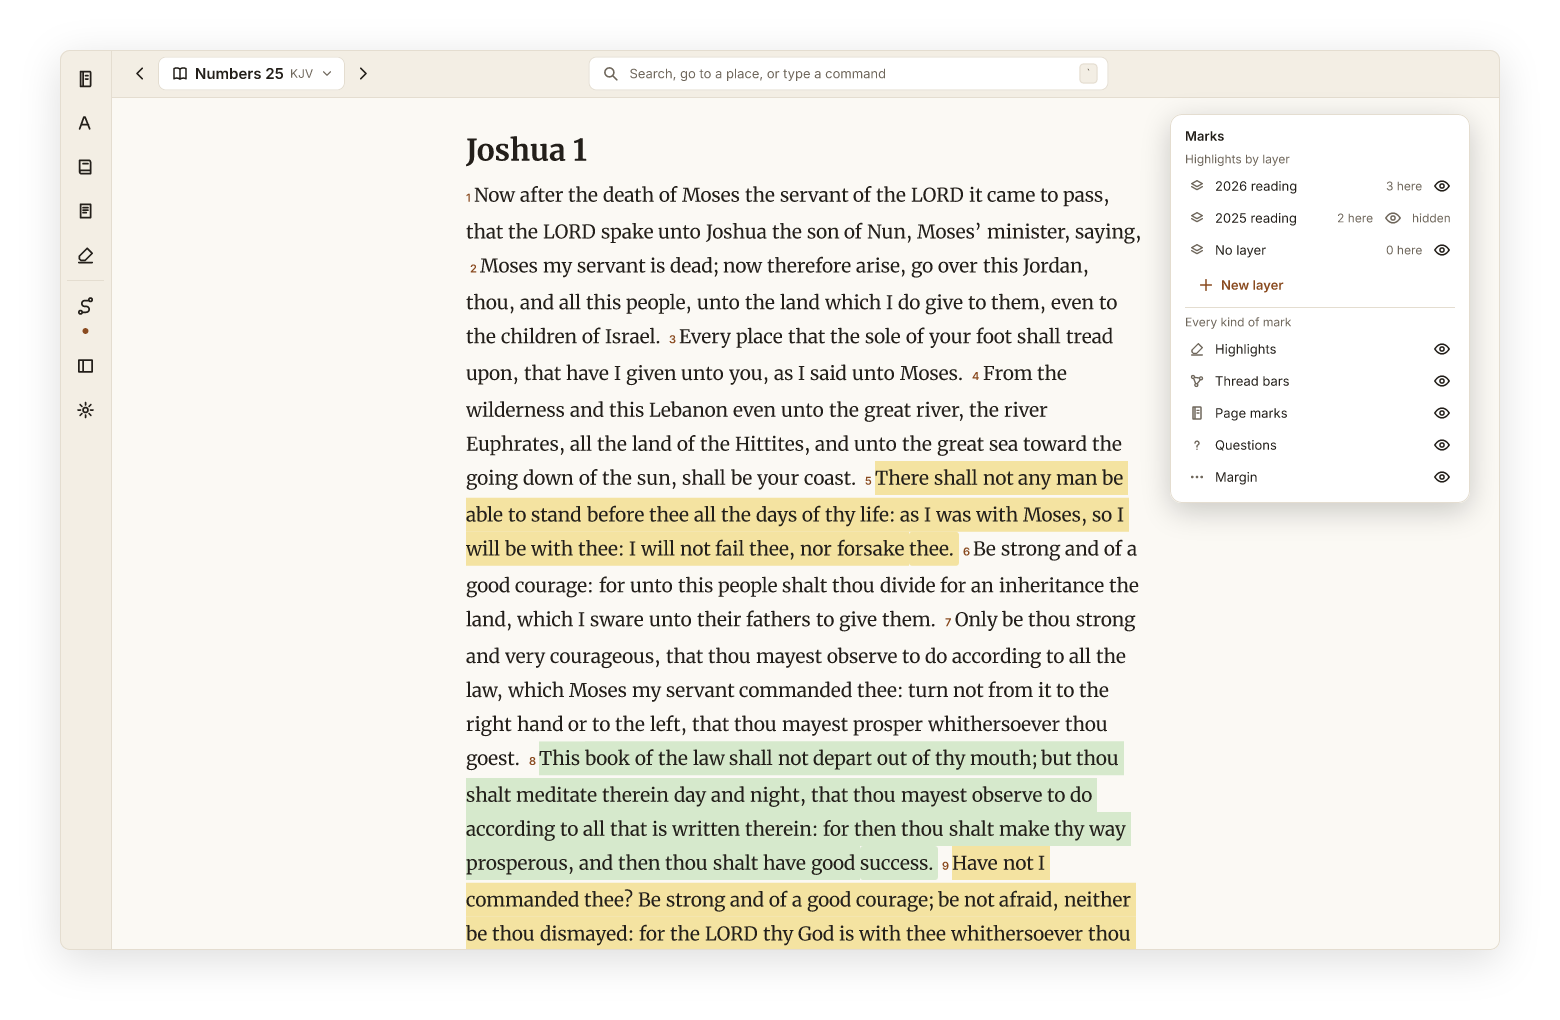 Numbers 25 KJV
Search, go to a place, or type a command
Joshua 1
1 Now after the death of Moses the servant of the LORD it came to pass,
that the LORD spake unto Joshua the son of Nun, Moses’ minister, saying,
2 Moses my servant is dead; now therefore arise, go over this Jordan,
thou, and all this people, unto the land which I do give to them, even to
the children of Israel. 3 Every place that the sole of your foot shall tread
upon, that have I given unto you, as I said unto Moses. 4 From the
wilderness and this Lebanon even unto the great river, the river
Euphrates, all the land of the Hittites, and unto the great sea toward the
going down of the sun, shall be your coast. 5 There shall not any man be
able to stand before thee all the days of thy life: as I was with Moses, so I
will be with thee: I will not fail thee, nor forsake thee. 6 Be strong and of a
good courage: for unto this people shalt thou divide for an inheritance the
land, which I sware unto their fathers to give them. 7 Only be thou strong
and very courageous, that thou mayest observe to do according to all the
law, which Moses my servant commanded thee: turn not from it to the
right hand or to the left, that thou mayest prosper whithersoever thou
goest. 8 This book of the law shall not depart out of thy mouth; but thou
shalt meditate therein day and night, that thou mayest observe to do
according to all that is written therein: for then thou shalt make thy way
prosperous, and then thou shalt have good success. 9 Have not I
commanded thee? Be strong and of a good courage; be not afraid, neither
be thou dismayed: for the LORD thy God is with thee whithersoever thou
Marks
Highlights by layer
2026 reading 3 here
2025 reading 2 here hidden
No layer 0 here
+ New layer
Every kind of mark
Highlights
Thread bars
Page marks
? Questions
Margin